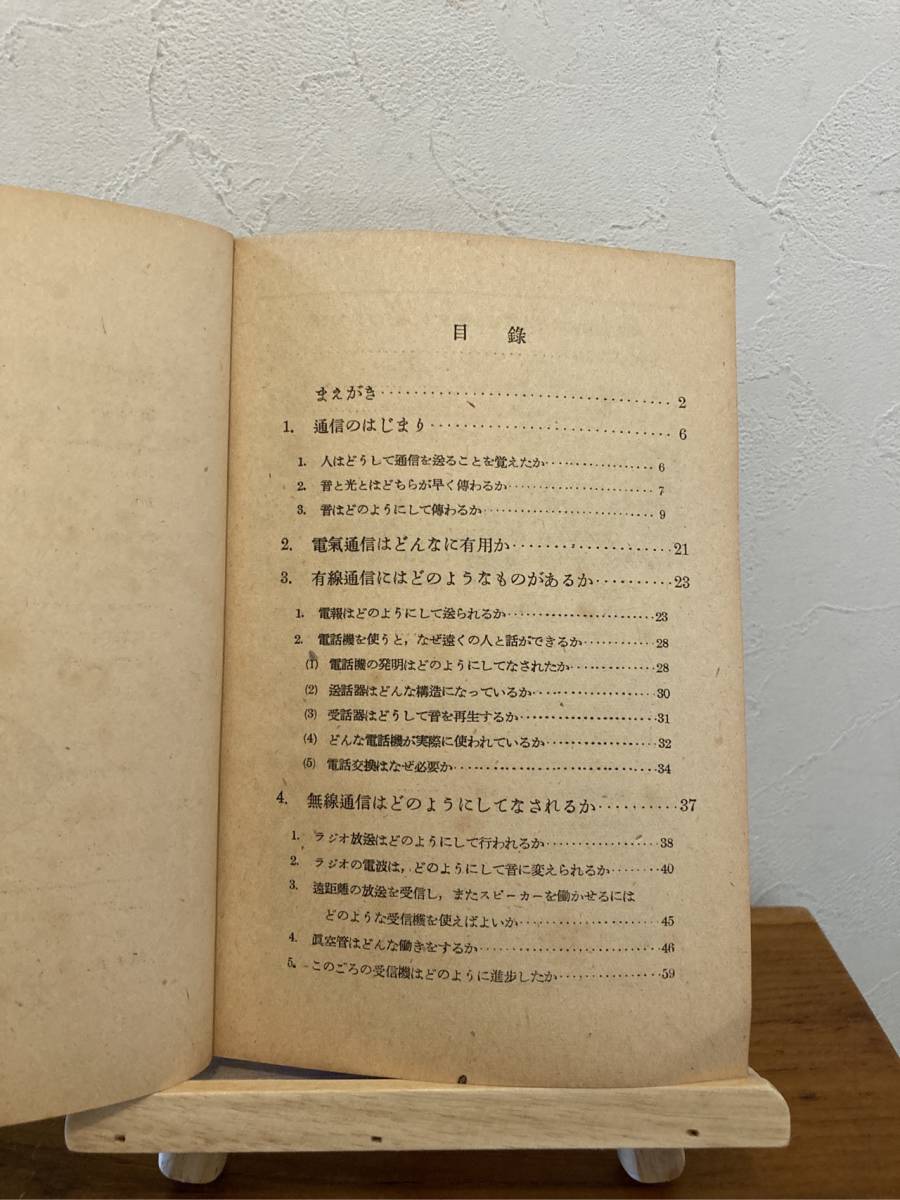 目　錄
まえがき……………………………2
1. 通信のはじまり……………………………6
1. 人はどうして通信を送ることを覚えたか……………6
2. 音と光とはどちらが早く傳わるか……………7
3. 音はどのようにして傳わるか……………9
2. 電氣通信はどんなに有用か……………21
3. 有線通信にはどのようなものがあるか……………23
1. 電報はどのようにして送られるか……………23
2. 電話機を使うと，なぜ遠くの人と話ができるか……………28
(1) 電話機の発明はどのようにしてなされたか……………28
(2) 送話器はどんな構造になっているか……………30
(3) 受話器はどうして音を再生するか……………31
(4) どんな電話機が実際に使われているか……………32
(5) 電話交換はなぜ必要か……………34
4. 無線通信はどのようにしてなされるか……………37
1. ラジオ放送はどのようにして行われるか……………38
2. ラジオの電波は，どのようにして音に変えられるか……………40
3. 遠距離の放送を受信し，またスピーカーを働かせるには
どのような受信機を使えばよいか……………45
4. 眞空管はどんな働きをするか……………46
5. このごろの受信機はどのように進步したか……………59